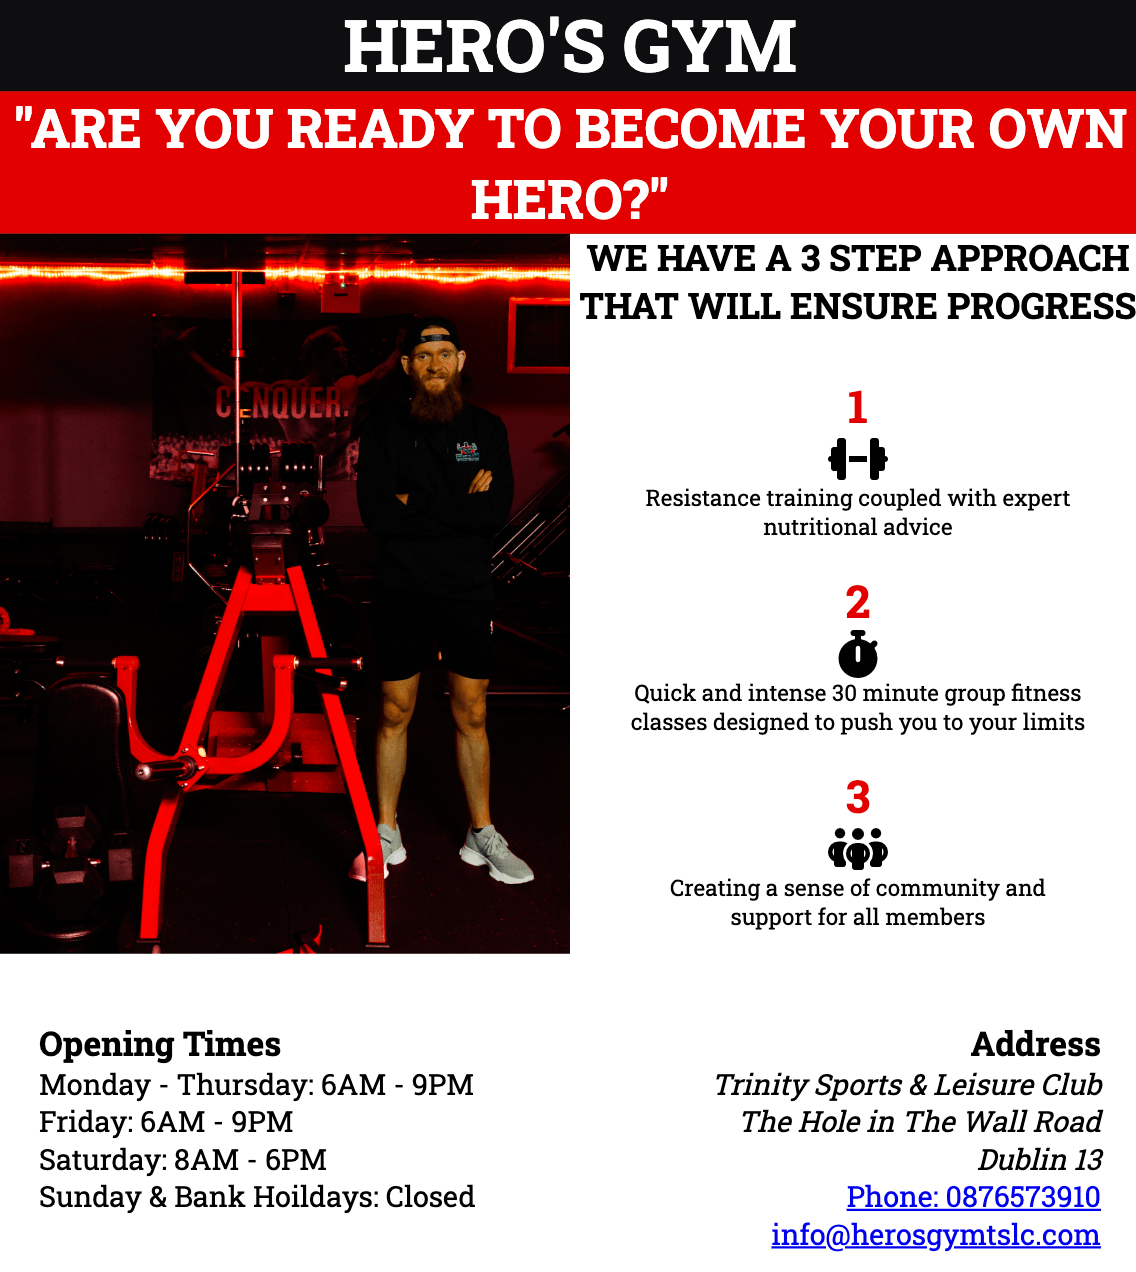 HERO'S GYM
"ARE YOU READY TO BECOME YOUR OWN
HERO?"
CONQUER.
WE HAVE A 3 STEP APPROACH
THAT WILL ENSURE PROGRESS
1
Resistance training coupled with expert
nutritional advice
2
Quick and intense 30 minute group fitness
classes designed to push you to your limits
3
Creating a sense of community and
support for all members
Opening Times
Monday - Thursday: 6AM - 9PM
Friday: 6AM - 9PM
Saturday: 8AM - 6PM
Sunday & Bank Hoildays: Closed
Address
Trinity Sports & Leisure Club
The Hole in The Wall Road
Dublin 13
Phone: 0876573910
info@herosgymtslc.com